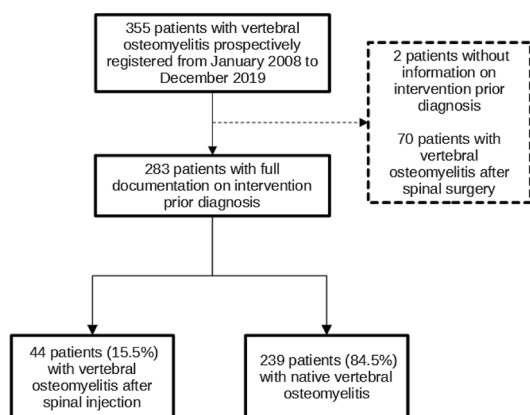 355 patients with vertebral
osteomyelitis prospectively
registered from January 2008 to
December 2019
2 patients without
information on
intervention prior
diagnosis
70 patients with
vertebral
osteomyelitis after
spinal surgery
283 patients with full
documentation on intervention
prior diagnosis
44 patients (15.5%)
with vertebral
osteomyelitis after
spinal injection
239 patients (84.5%)
with native vertebral
osteomyelitis